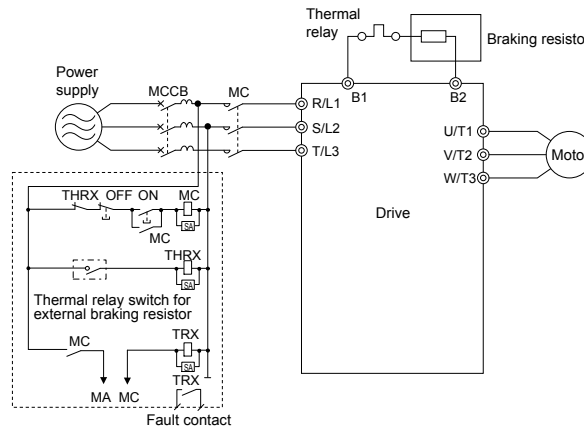 Thermal
relay
Braking resistor
Power
supply
MCCB
MC
B1
B2
R/L1
S/L2
T/L3
U/T1
V/T2
W/T3
Motor
Drive
THRX
OFF
ON
MC
SA
MC
THRX
SA
Thermal relay switch for
external braking resistor
MC
TRX
SA
MA
MC
TRX
Fault contact